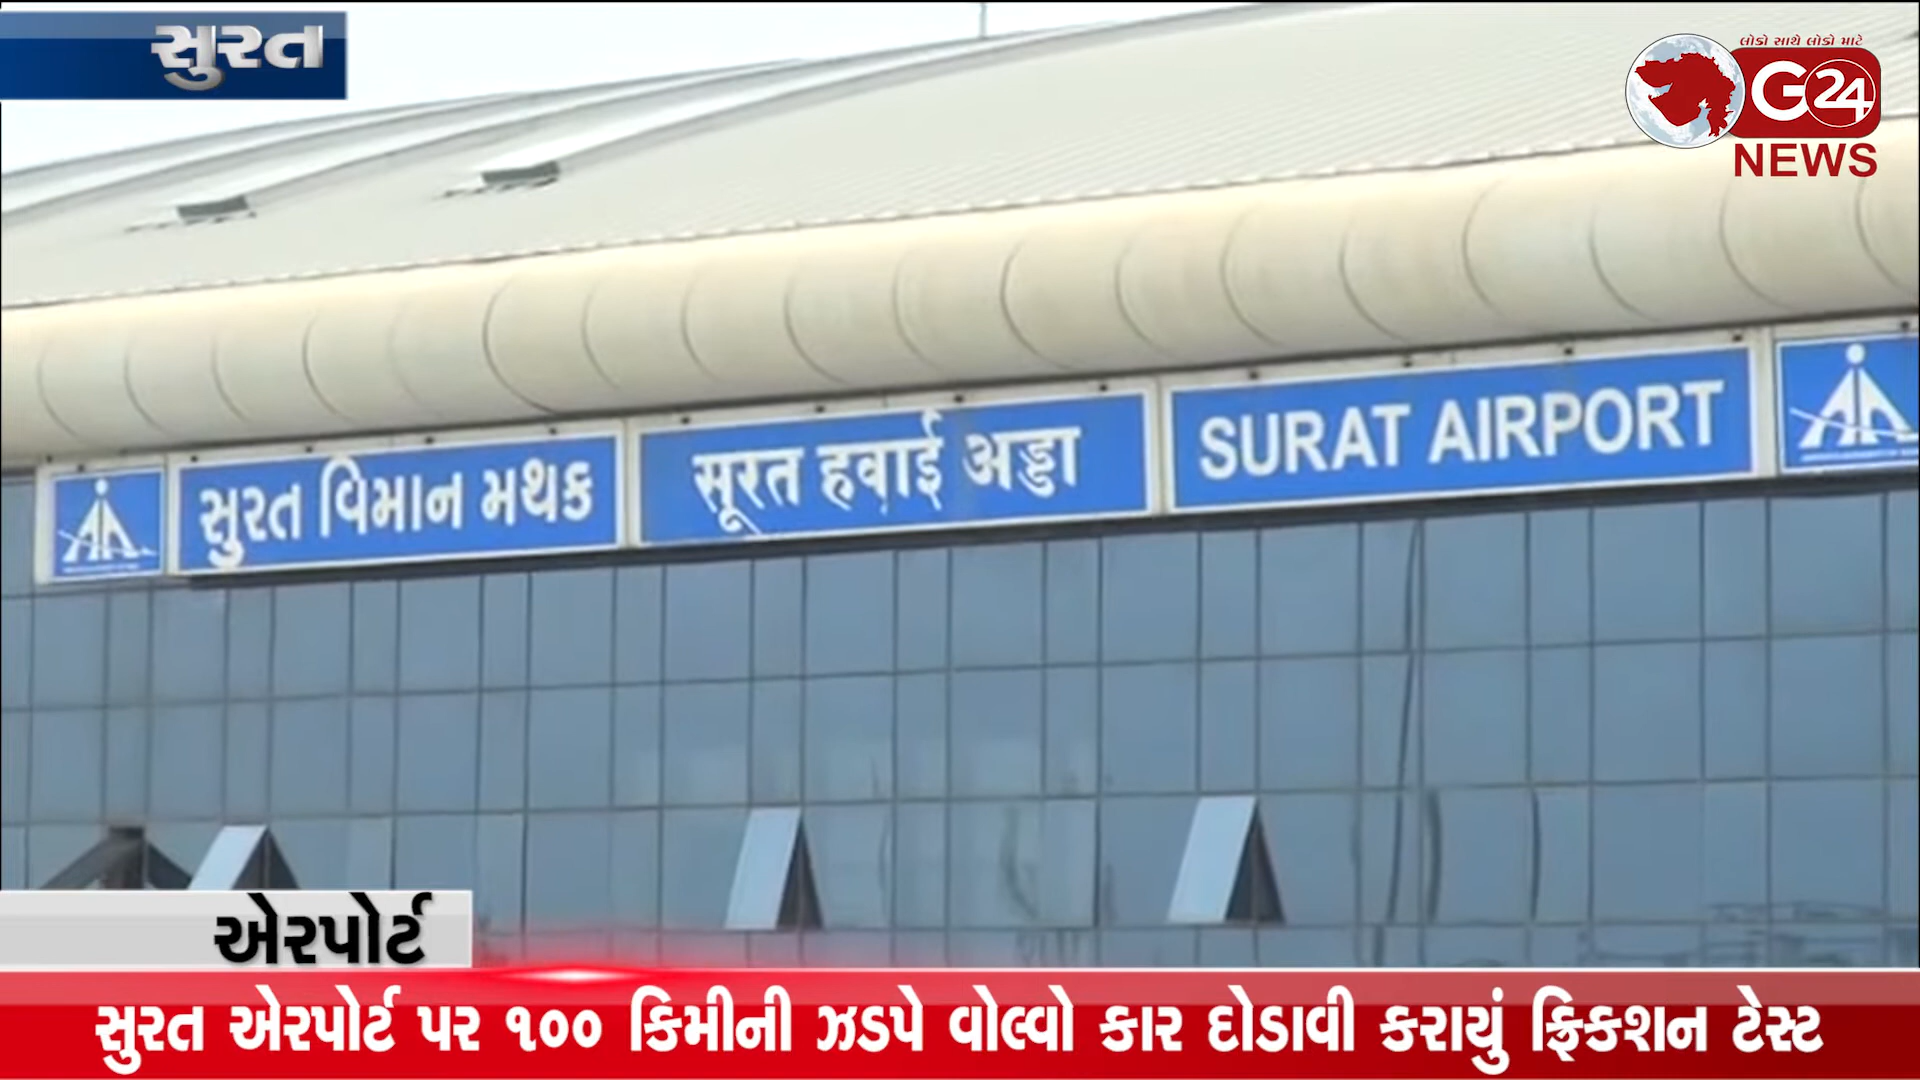 સુરત
લોકો સાથે લોકો માટે
G24
NEWS
સુરત વિમાન મથક
सूरत हवाई अड्डा
SURAT AIRPORT
એરપોર્ટ
સુરત એરપોર્ટ પર ૧૦૦ કિમીની ઝડપે વોલ્વો કાર દોડાવી કરાયું ફ્રિકશન ટેસ્ટ